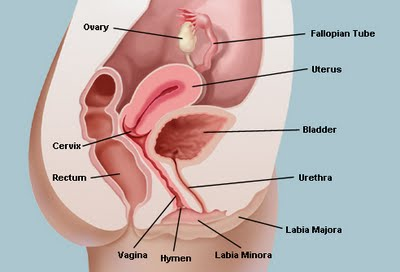 Ovary
Fallopian Tube
Uterus
Bladder
Cervix
Rectum
Urethra
Labia Majora
Vagina
Hymen
Labia Minora